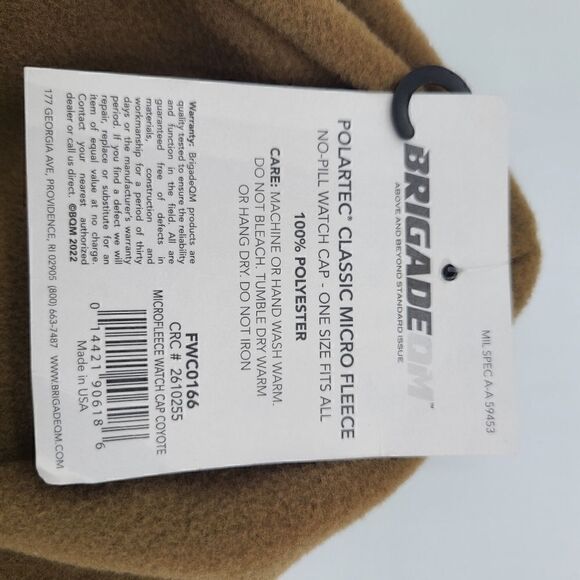 MIL SPEC A-A 59453
BRIGADEQM™
ABOVE AND BEYOND STANDARD ISSUE
POLARTEC® CLASSIC MICRO FLEECE
NO-PILL WATCH CAP - ONE SIZE FITS ALL
100% POLYESTER
CARE: MACHINE OR HAND WASH WARM.
DO NOT BLEACH. TUMBLE DRY WARM
OR HANG DRY. DO NOT IRON
Warranty: BrigadeQM products are
quality tested to ensure the reliability
and function in the field. All are
guaranteed free of defects in
materials, construction and
workmanship for a period of thirty
days or the manufacturer's warranty
period. If you find a defect we will
repair, replace or substitute for an
item of equal value at no charge.
Contact your nearest authorized
dealer or call us direct. ©BQM 2022
FWC0166
CRC # 2610255
MICROFLEECE WATCH CAP COYOTE
0 14421 90618 6
Made in USA
177 GEORGIA AVE, PROVIDENCE, RI 02905 (800) 663-7487 WWW.BRIGADEQM.COM